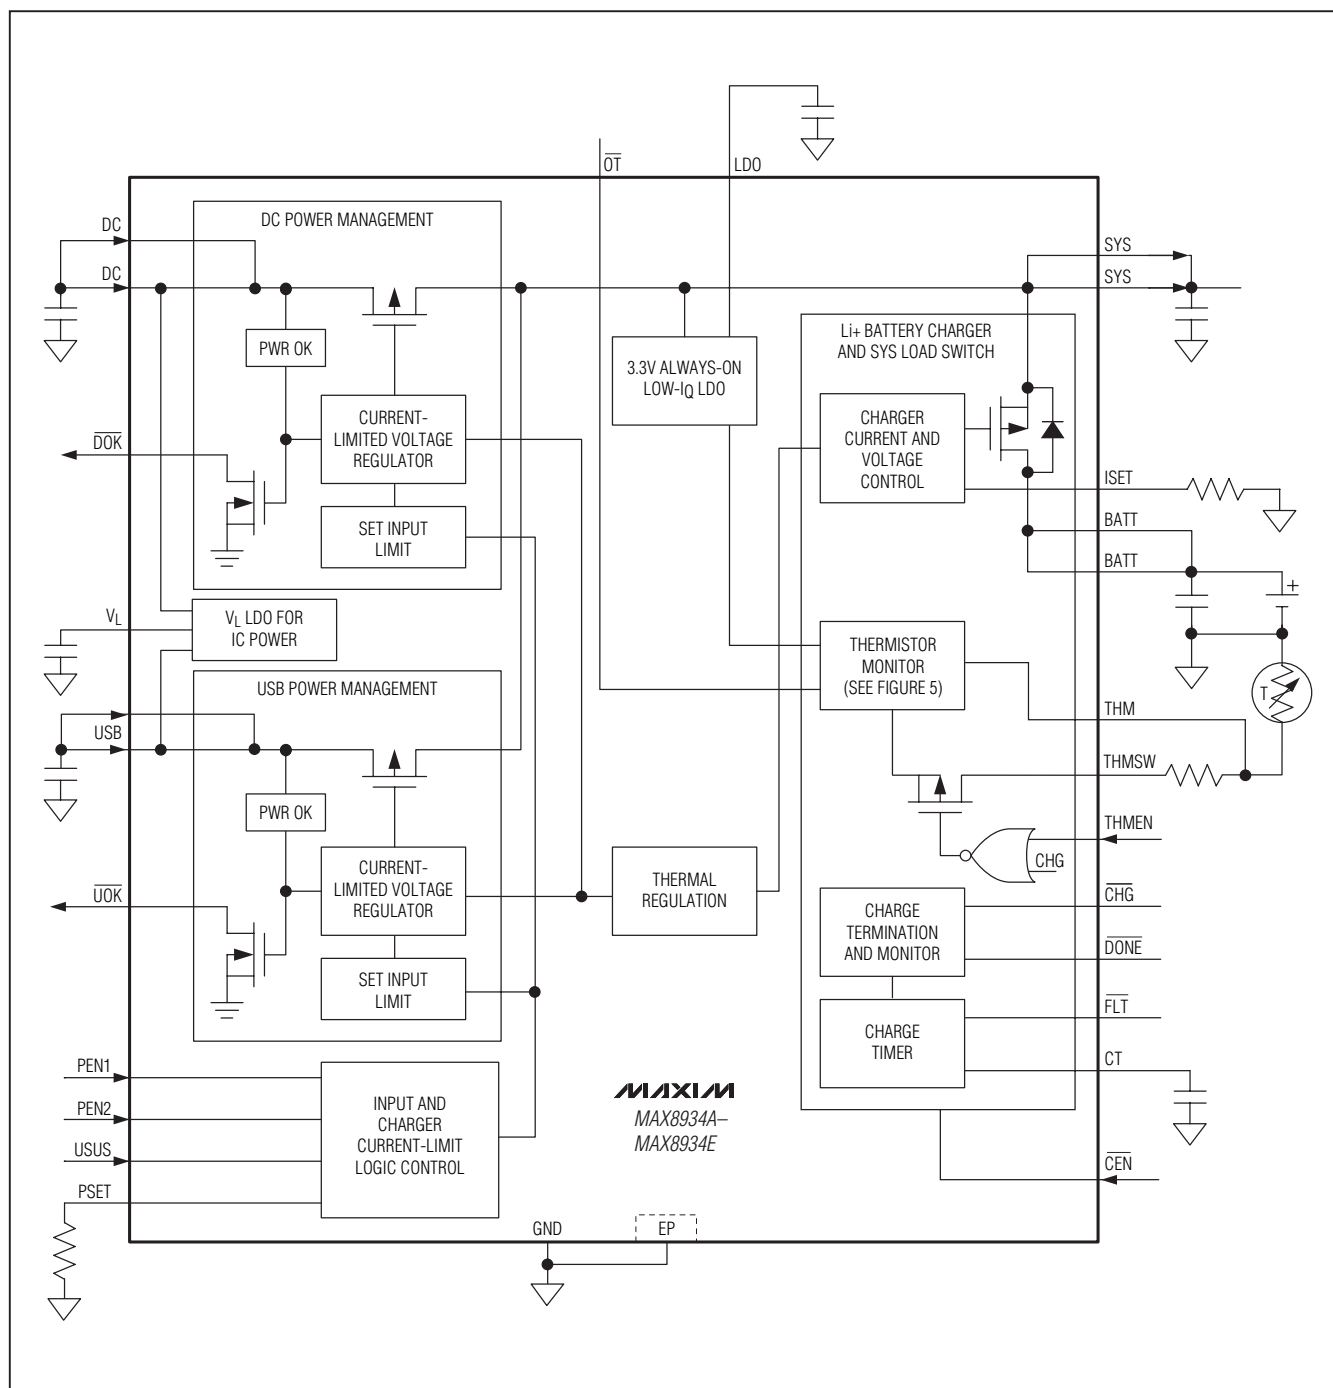 OT
LDO
DC POWER MANAGEMENT
DC
DC
SYS
SYS
PWR OK
3.3V ALWAYS-ON
LOW-IQ LDO
Li+ BATTERY CHARGER
AND SYS LOAD SWITCH
CURRENT-
LIMITED VOLTAGE
REGULATOR
CHARGER
CURRENT AND
VOLTAGE
CONTROL
DOK
SET INPUT
LIMIT
ISET
BATT
BATT
+
VL
VL LDO FOR
IC POWER
THERMISTOR
MONITOR
(SEE FIGURE 5)
T
USB POWER MANAGEMENT
USB
THM
THMSW
PWR OK
THMEN
CHG
CURRENT-
LIMITED VOLTAGE
REGULATOR
THERMAL
REGULATION
UOK
CHARGE
TERMINATION
AND MONITOR
CHG
DONE
SET INPUT
LIMIT
CHARGE
TIMER
FLT
CT
PEN1
PEN2
USUS
PSET
INPUT AND
CHARGER
CURRENT-LIMIT
LOGIC CONTROL
MAXIM
MAX8934A–
MAX8934E
CEN
GND
EP